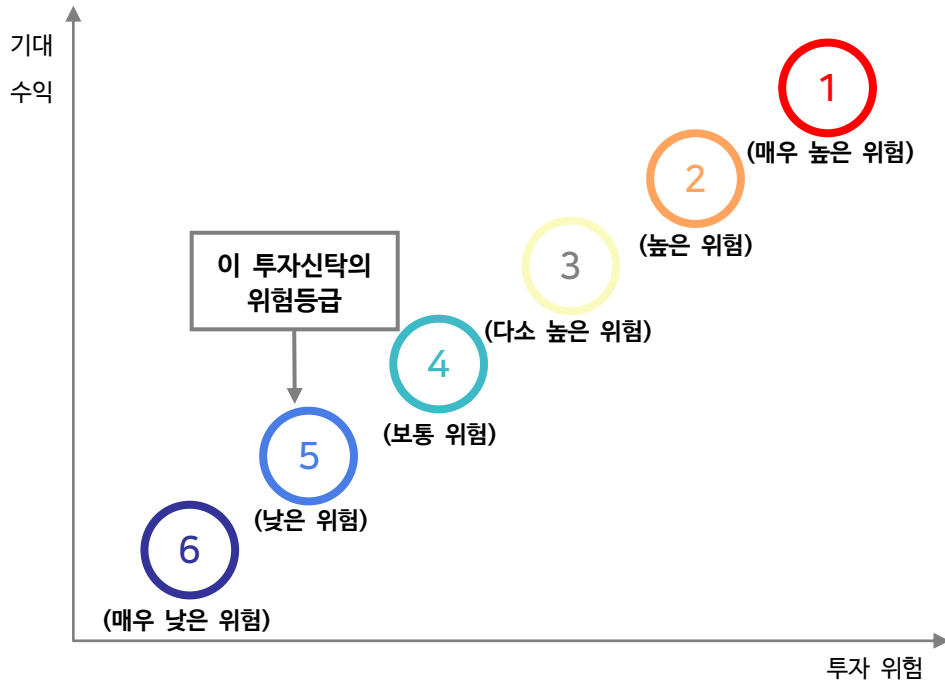 기대
수익
1
(매우 높은 위험)
2
(높은 위험)
이 투자신탁의
위험등급
3
(다소 높은 위험)
4
(보통 위험)
5
(낮은 위험)
6
(매우 낮은 위험)
투자 위험